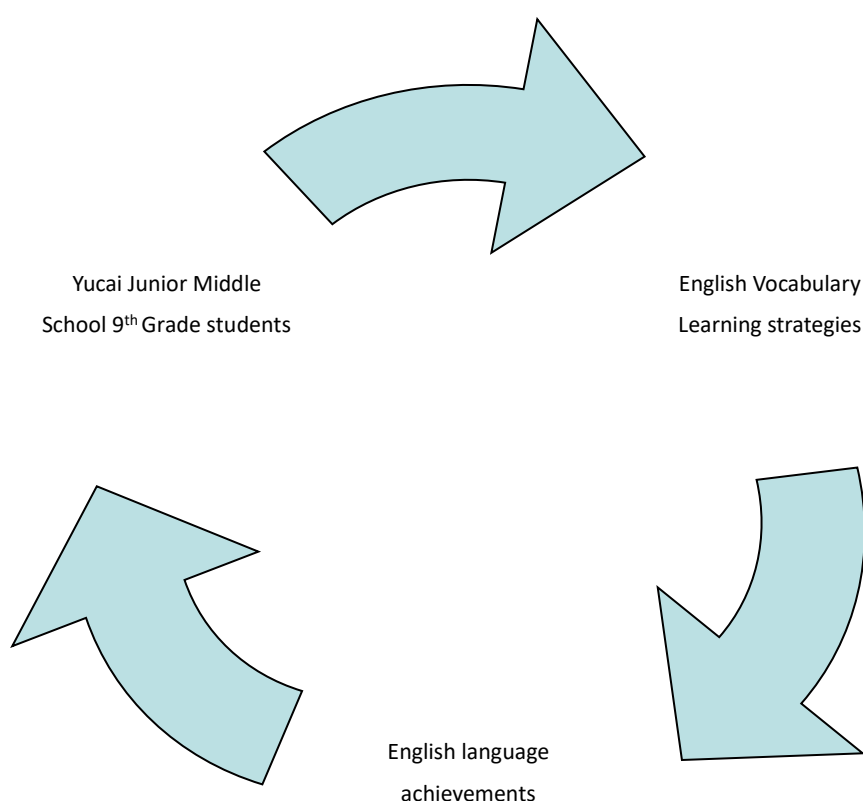 Yucai Junior Middle
School 9th Grade students
English Vocabulary
Learning strategies
English language
achievements